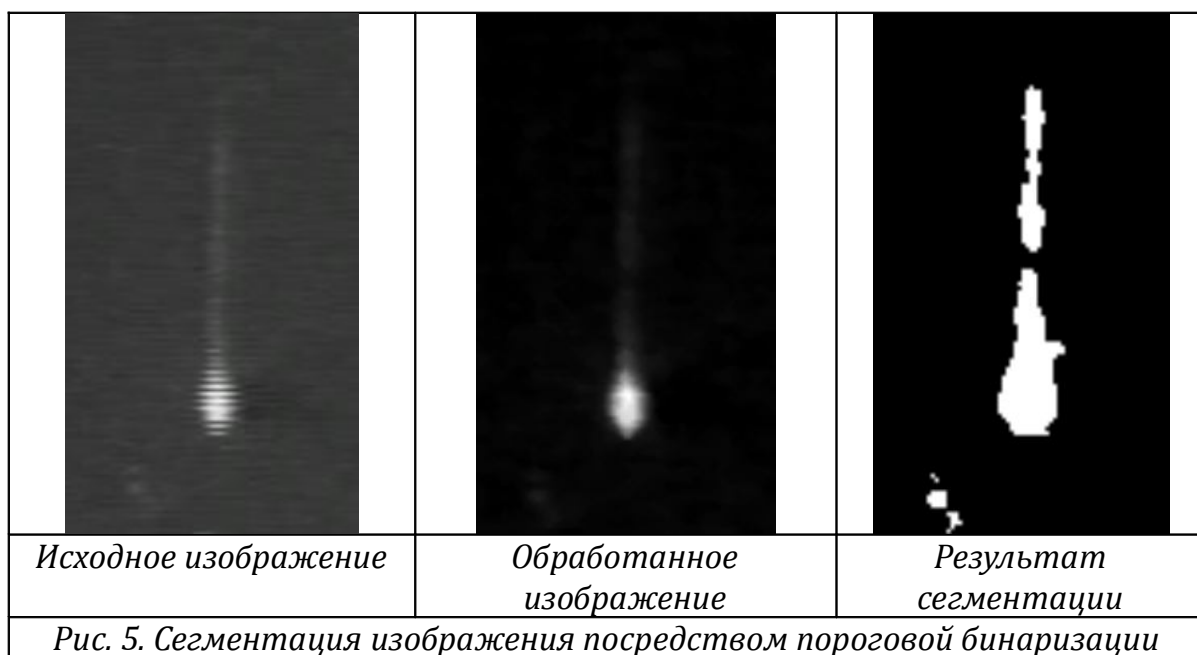 Исходное изображение
Обработанное
изображение
Результат
сегментации
Рис. 5. Сегментация изображения посредством пороговой бинаризации